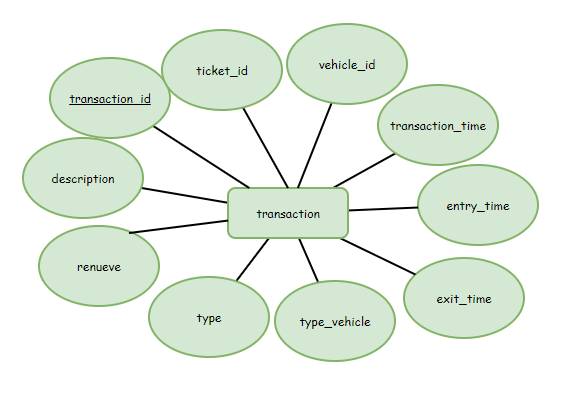 ticket_id
vehicle_id
transaction_id
transaction_time
description
entry_time
transaction
renueve
exit_time
type
type_vehicle